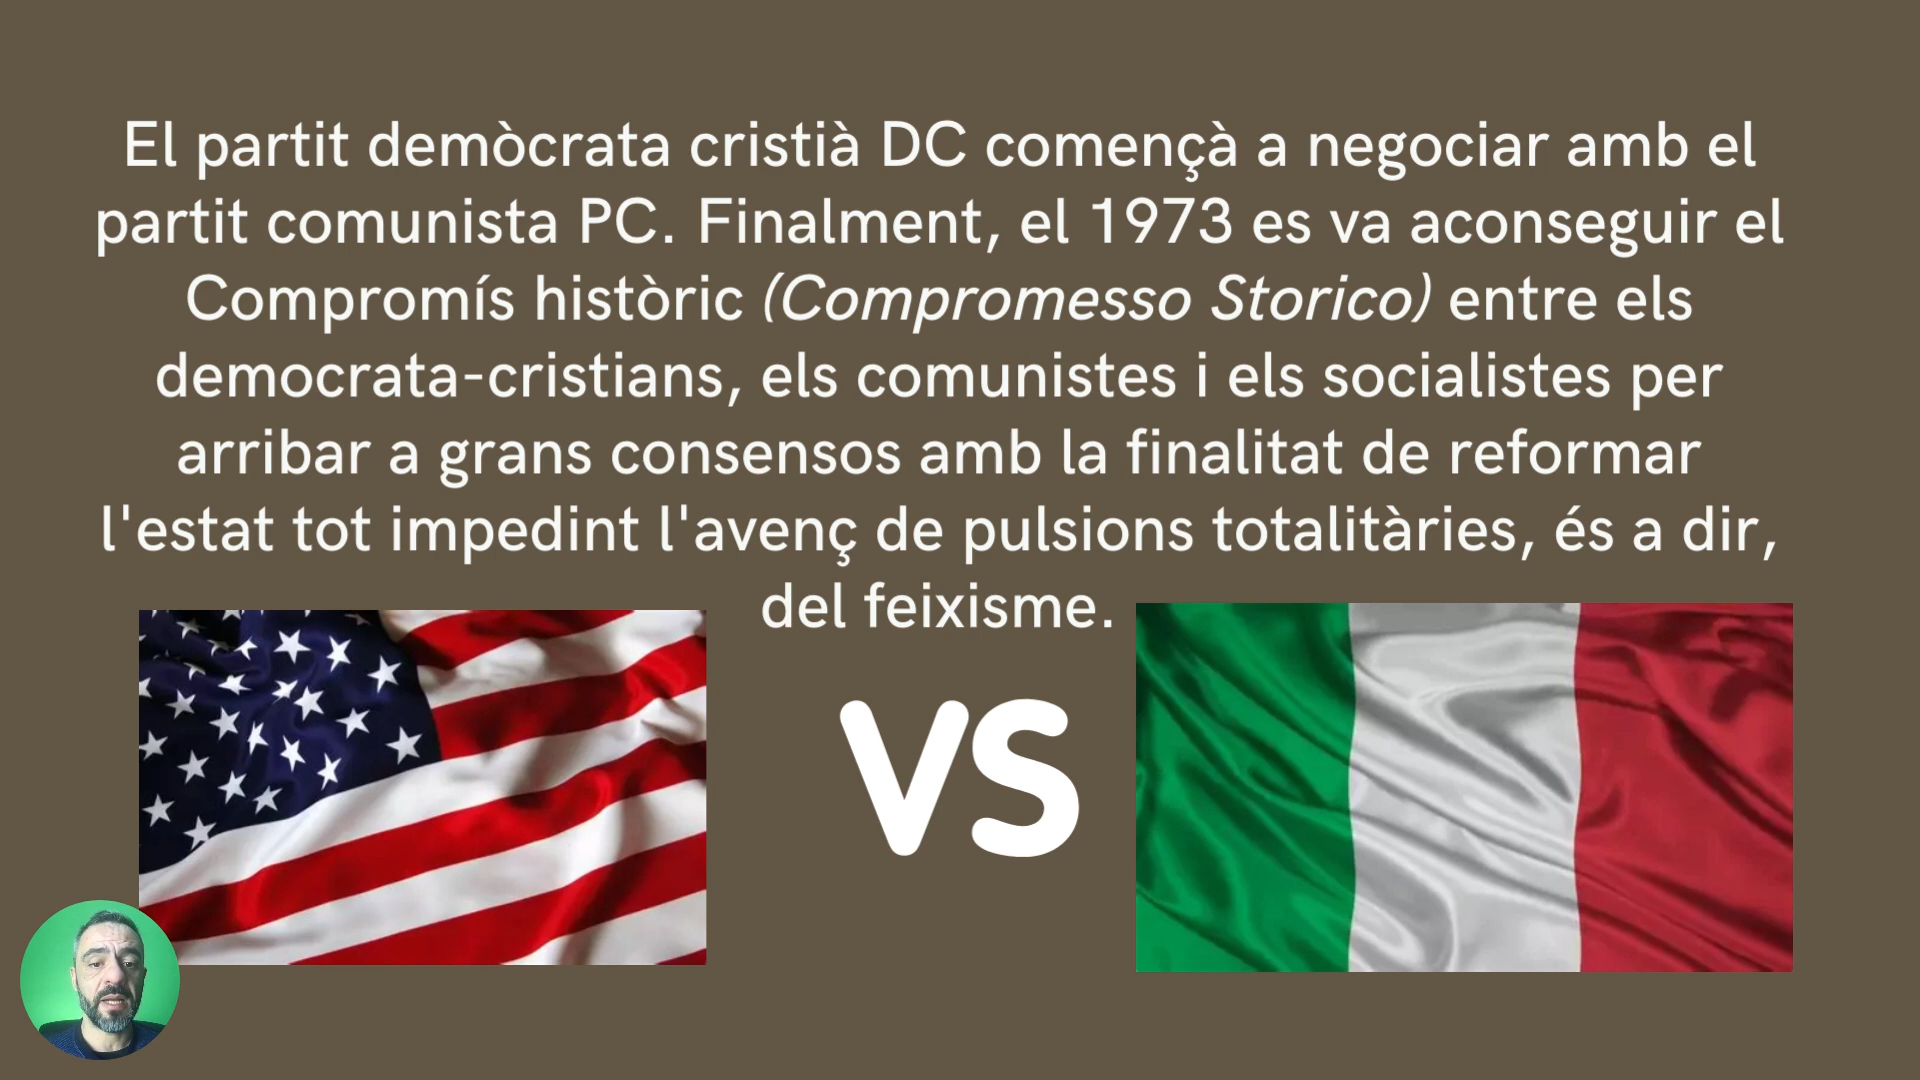 El partit demòcrata cristià DC començà a negociar amb el
partit comunista PC. Finalment, el 1973 es va aconseguir el
Compromís històric (Compromesso Storico) entre els
democrata-cristians, els comunistes i els socialistes per
arribar a grans consensos amb la finalitat de reformar
l'estat tot impedint l'avenç de pulsions totalitàries, és a dir,
del feixisme.
VS